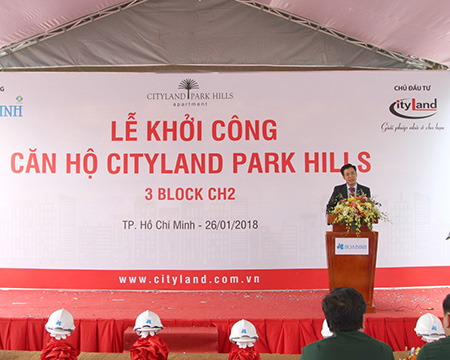 CITYLAND PARK HILLS
apartment
CHỦ ĐẦU TƯ
Cityland
Giải pháp nhà ở cho bạn
LỄ KHỞI CÔNG
CĂN HỘ CITYLAND PARK HILLS
3 BLOCK CH2
TP. Hồ Chí Minh - 26/01/2018
HOABINH
www.cityland.com.vn